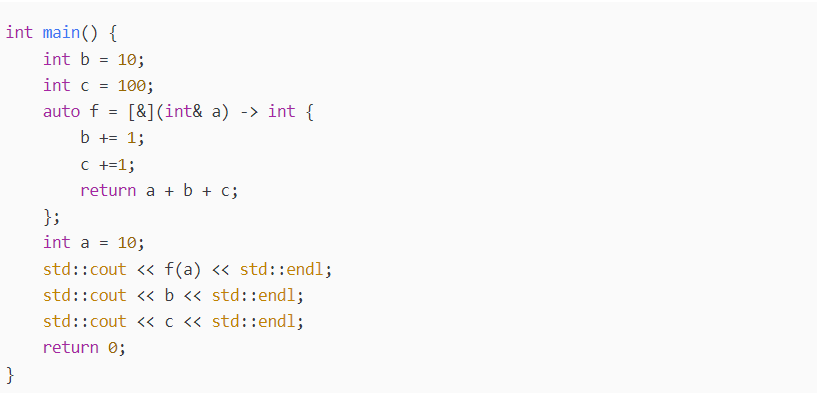 int main() {
    int b = 10;
    int c = 100;
    auto f = [&](int& a) -> int {
        b += 1;
        c +=1;
        return a + b + c;
    };
    int a = 10;
    std::cout << f(a) << std::endl;
    std::cout << b << std::endl;
    std::cout << c << std::endl;
    return 0;
}